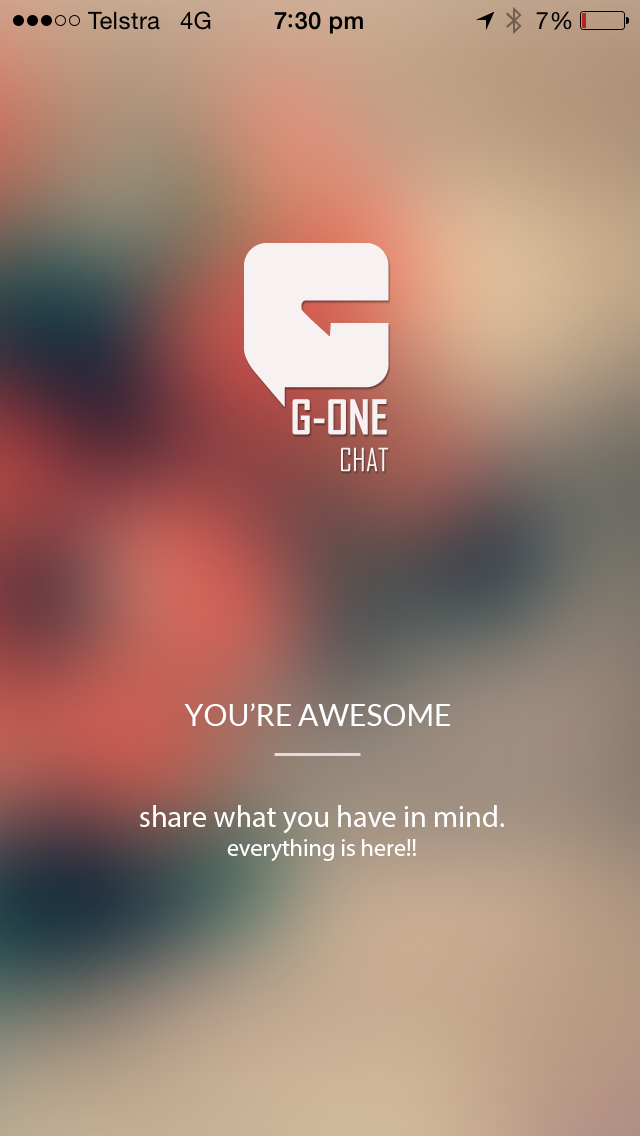 Telstra 4G 7:30 pm 7%
G-ONE
CHAT
YOU'RE AWESOME
share what you have in mind.
everything is here!!